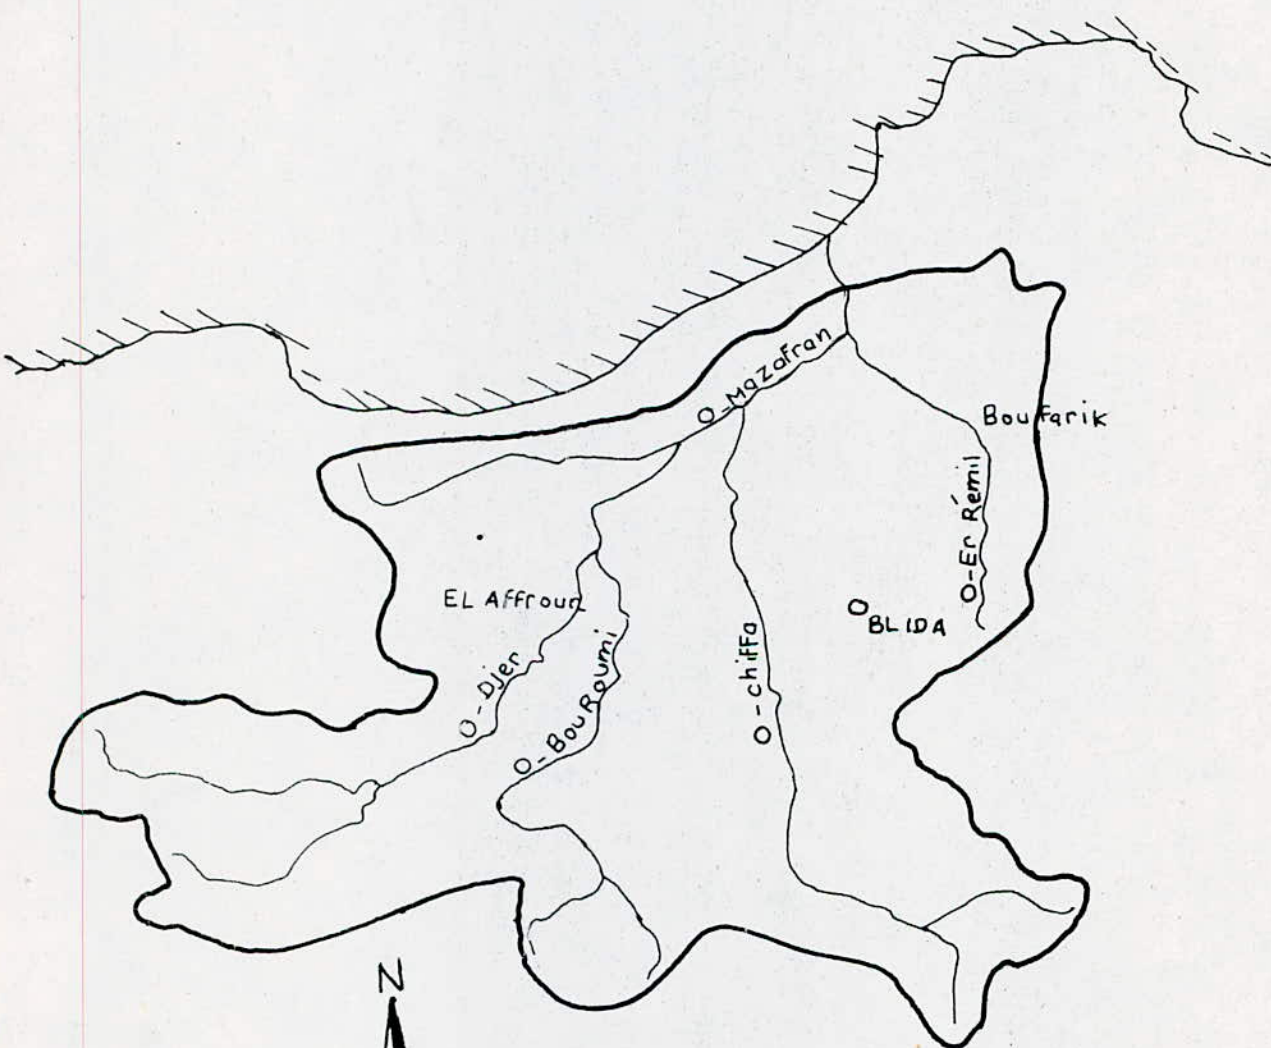 O-Mazafran
Boufarik
O-Er Rémil
EL Affroun
BLIDA
O-chiffa
O-Djer
O-BouRoumi
N